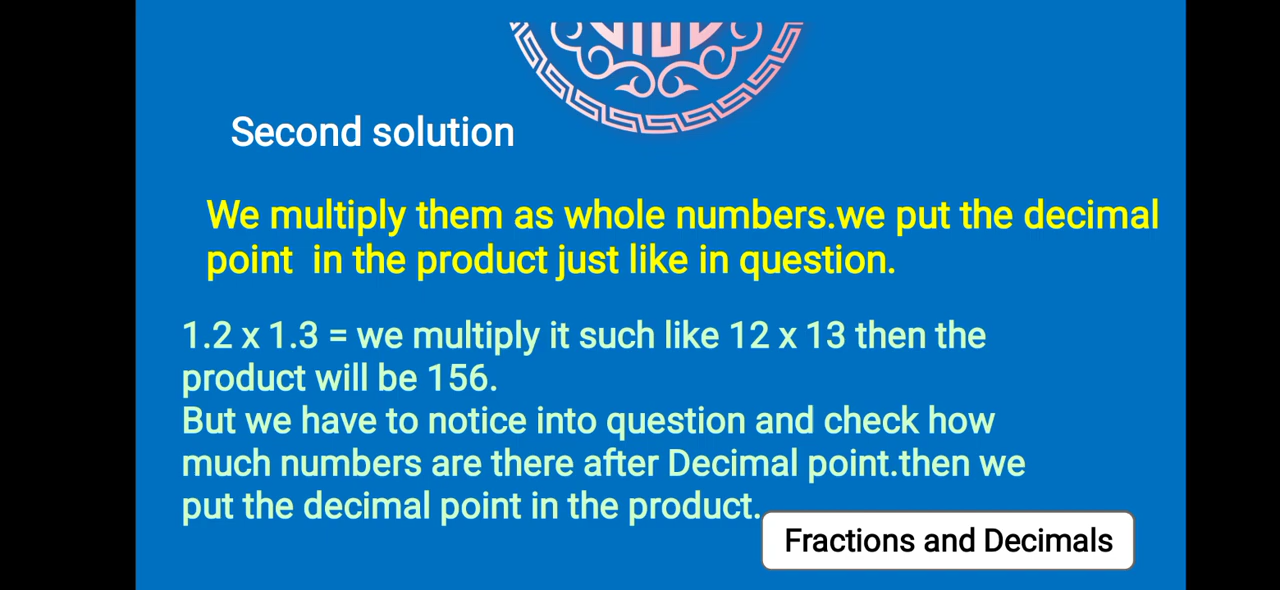 Second solution
We multiply them as whole numbers.we put the decimal
point in the product just like in question.
1.2 x 1.3 = we multiply it such like 12 x 13 then the
product will be 156.
But we have to notice into question and check how
much numbers are there after Decimal point.then we
put the decimal point in the product.
Fractions and Decimals